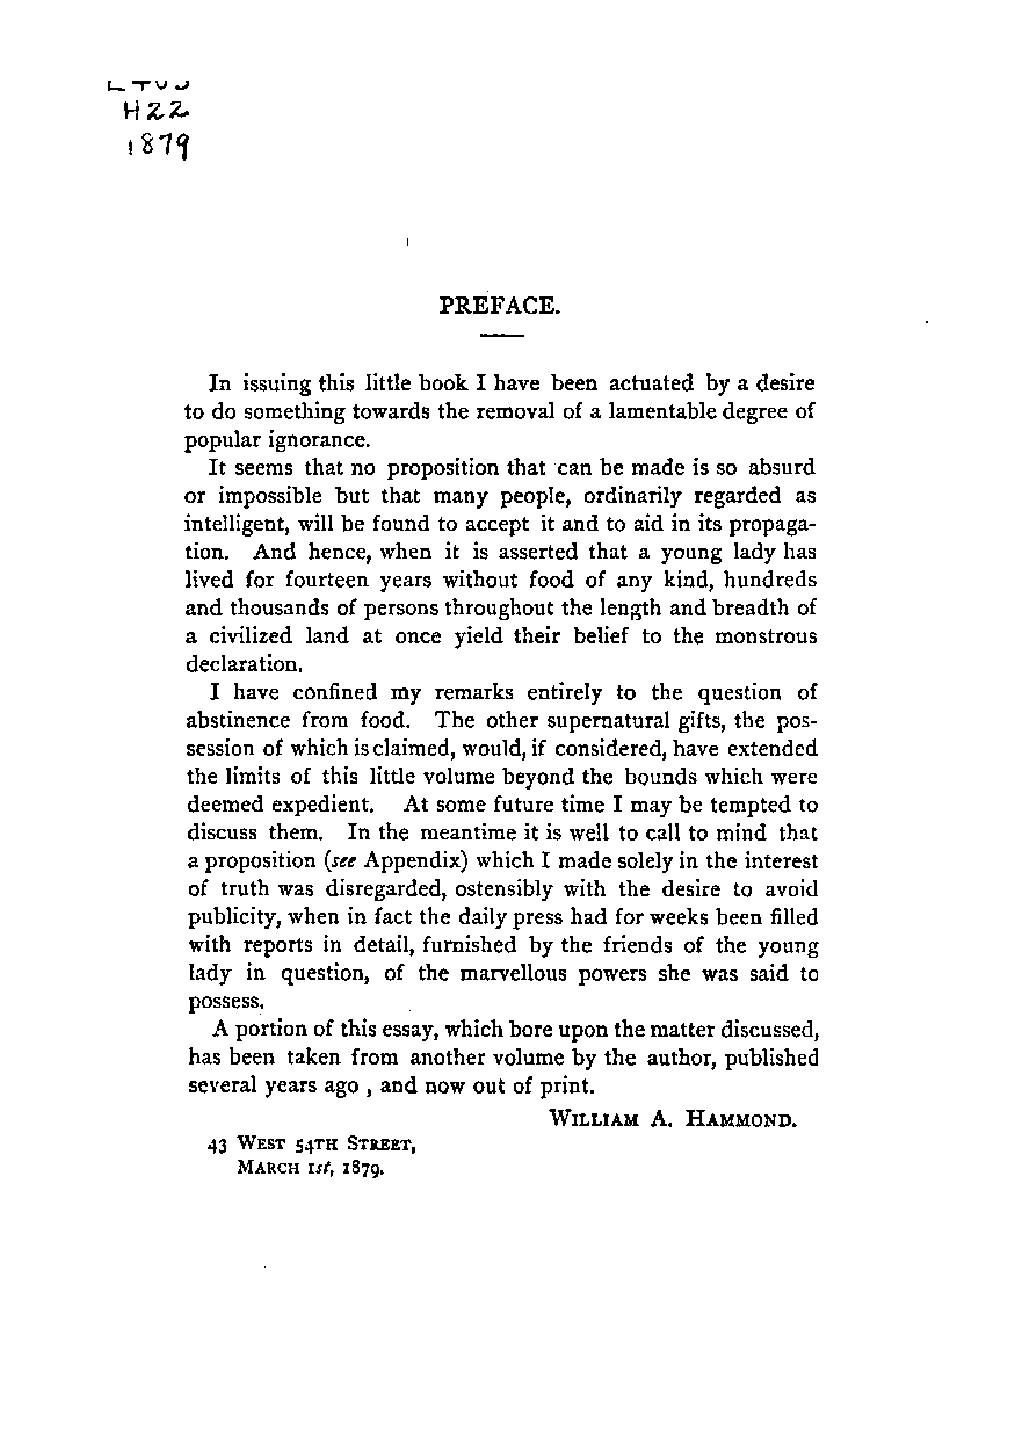 H22
1879
PREFACE.
In issuing this little book I have been actuated by a desire
to do something towards the removal of a lamentable degree of
popular ignorance.
It seems that no proposition that can be made is so absurd
or impossible but that many people, ordinarily regarded as
intelligent, will be found to accept it and to aid in its propaga-
tion. And hence, when it is asserted that a young lady has
lived for fourteen years without food of any kind, hundreds
and thousands of persons throughout the length and breadth of
a civilized land at once yield their belief to the monstrous
declaration.
I have confined my remarks entirely to the question of
abstinence from food. The other supernatural gifts, the pos-
session of which is claimed, would, if considered, have extended
the limits of this little volume beyond the bounds which were
deemed expedient. At some future time I may be tempted to
discuss them. In the meantime it is well to call to mind that
a proposition (see Appendix) which I made solely in the interest
of truth was disregarded, ostensibly with the desire to avoid
publicity, when in fact the daily press had for weeks been filled
with reports in detail, furnished by the friends of the young
lady in question, of the marvellous powers she was said to
possess.
A portion of this essay, which bore upon the matter discussed,
has been taken from another volume by the author, published
several years ago , and now out of print.
WILLIAM A. HAMMOND.
43 WEST 54TH STREET,
MARCH 1st, 1879.